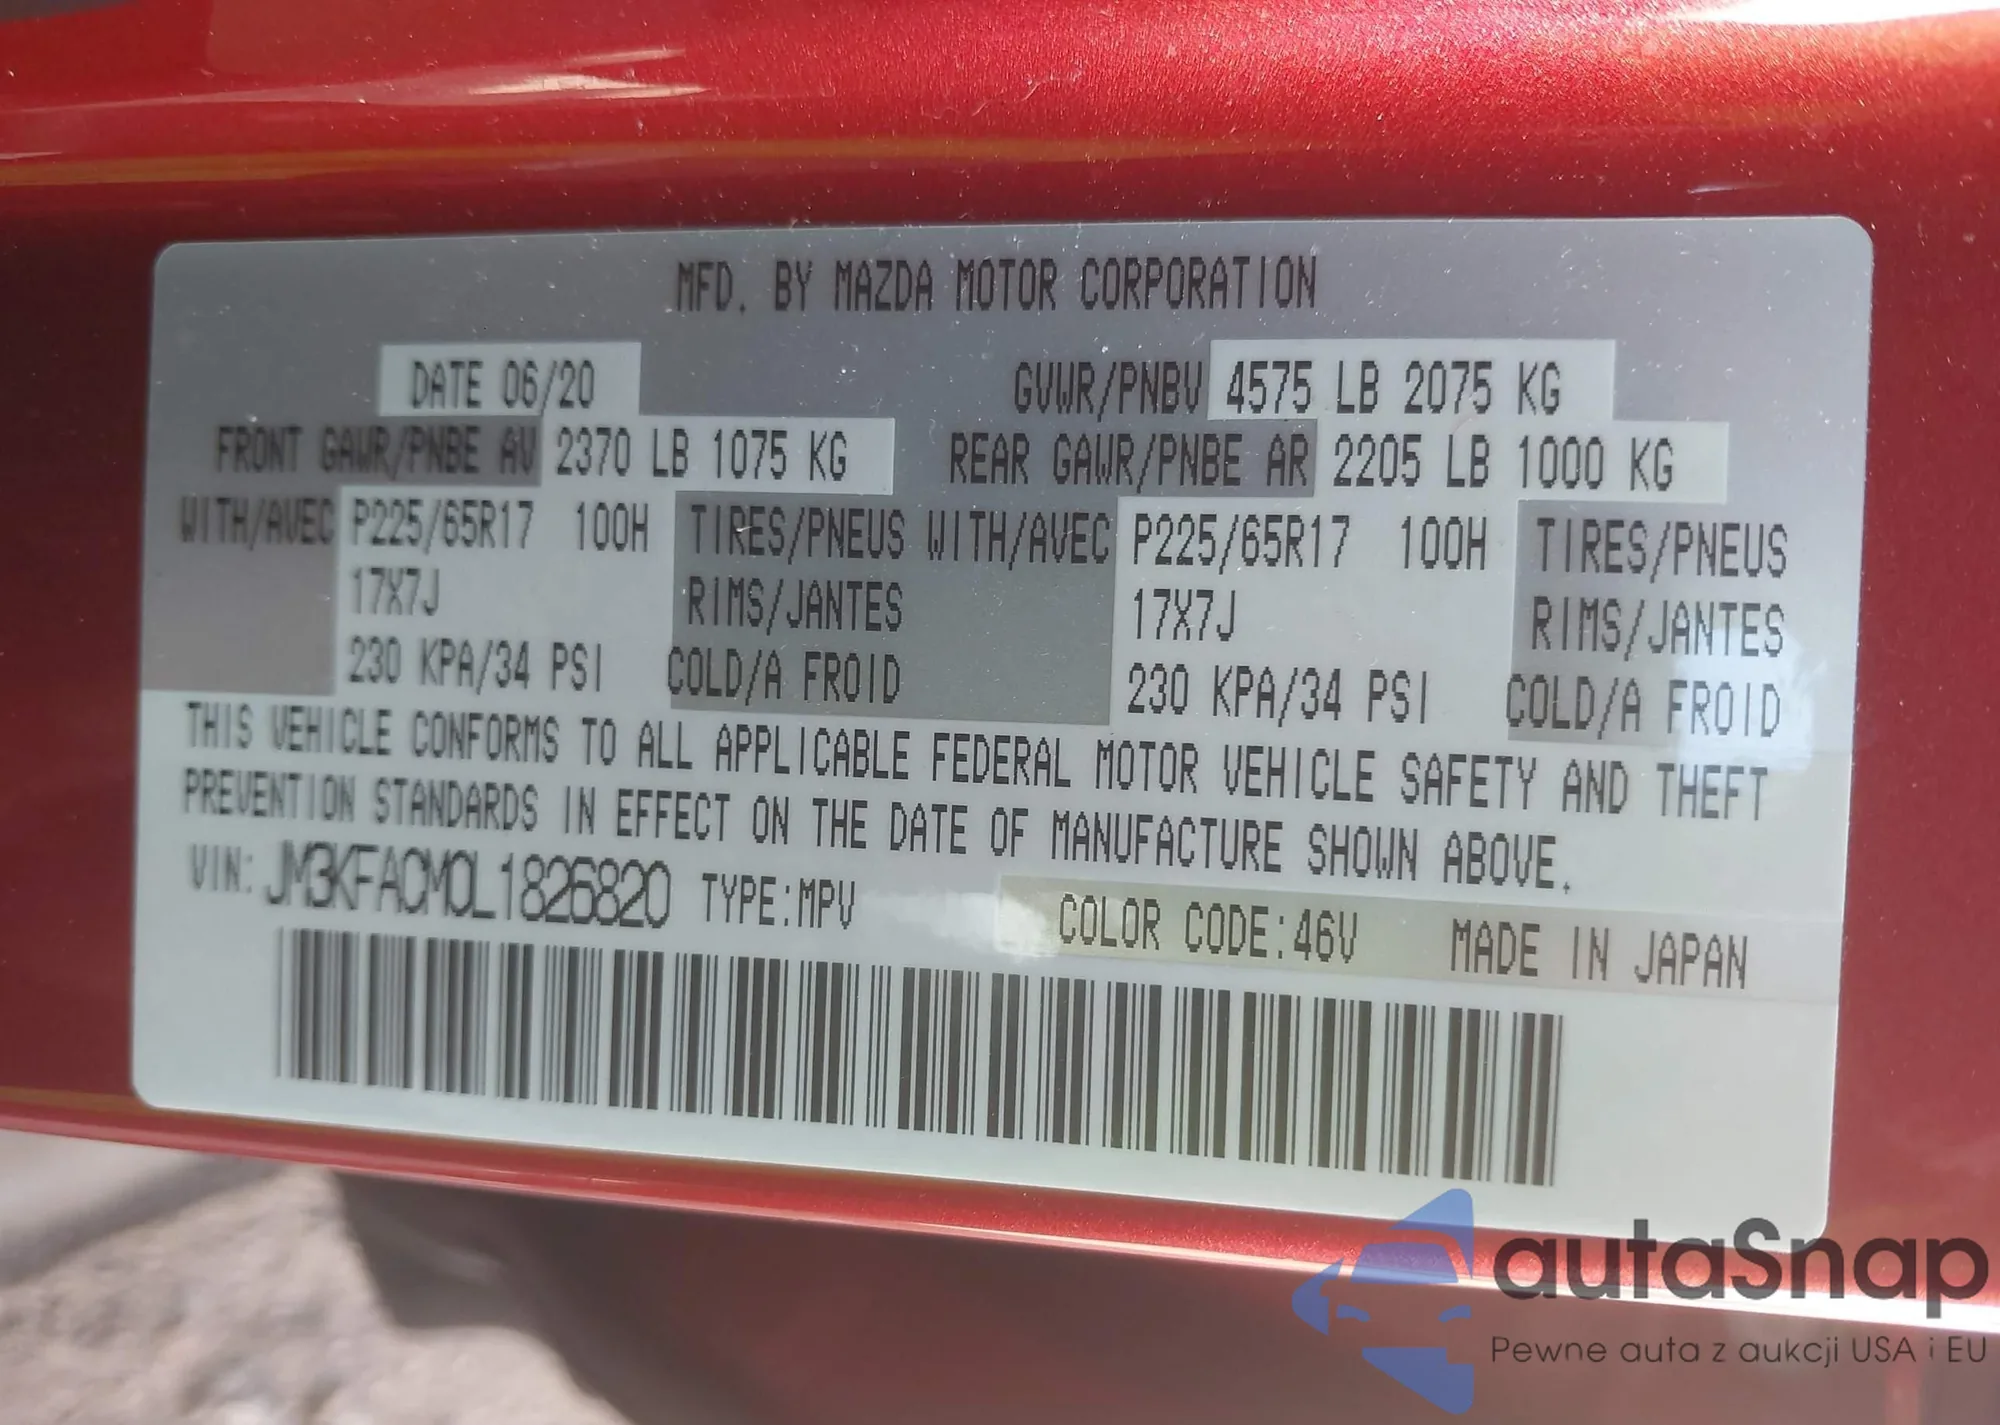 MFD. BY MAZDA MOTOR CORPORATION
DATE 06/20 GVWR/PNBV 4575 LB 2075 KG
FRONT GAWR/PNBE AV 2370 LB 1075 KG REAR GAWR/PNBE AR 2205 LB 1000 KG
WITH/AVEC P225/65R17 100H TIRES/PNEUS WITH/AVEC P225/65R17 100H TIRES/PNEUS
17X7J RIMS/JANTES 17X7J RIMS/JANTES
230 KPA/34 PSI COLD/A FROID 230 KPA/34 PSI COLD/A FROID
THIS VEHICLE CONFORMS TO ALL APPLICABLE FEDERAL MOTOR VEHICLE SAFETY AND THEFT
PREVENTION STANDARDS IN EFFECT ON THE DATE OF MANUFACTURE SHOWN ABOVE.
VIN: JM3KFACM0L1826820 TYPE:MPV COLOR CODE:46V MADE IN JAPAN
autaSnap
Pewne auta z aukcji USA i EU